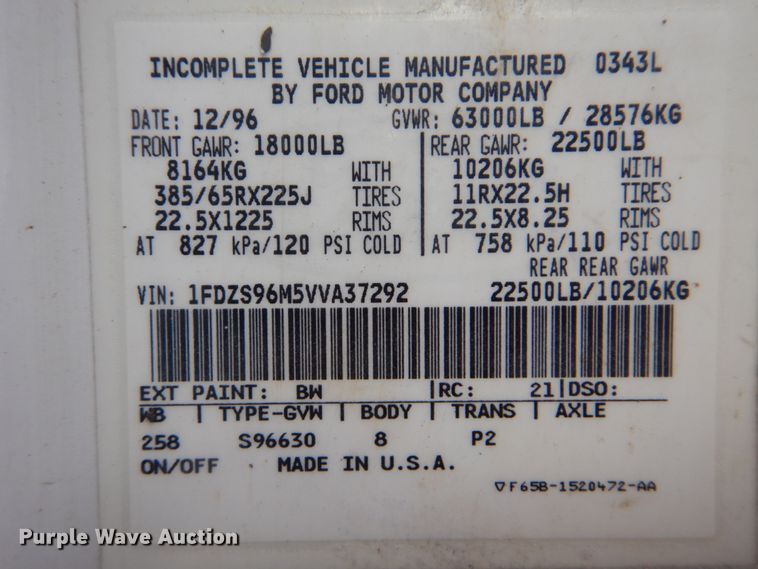 INCOMPLETE VEHICLE MANUFACTURED 0343L
BY FORD MOTOR COMPANY
DATE: 12/96 GVWR: 63000LB / 28576KG
FRONT GAWR: 18000LB REAR GAWR: 22500LB
8164KG WITH 10206KG WITH
385/65RX225J TIRES 11RX22.5H TIRES
22.5X1225 RIMS 22.5X8.25 RIMS
AT 827 kPa/120 PSI COLD AT 758 kPa/110 PSI COLD
REAR REAR GAWR
VIN: 1FDZS96M5VVA37292 22500LB/10206KG
EXT PAINT: BW |RC: 21|DSO:
WB | TYPE-GVW | BODY | TRANS | AXLE
258 S96630 8 P2
ON/OFF MADE IN U.S.A.
▽F65B-1520472-AA
Purple Wave Auction